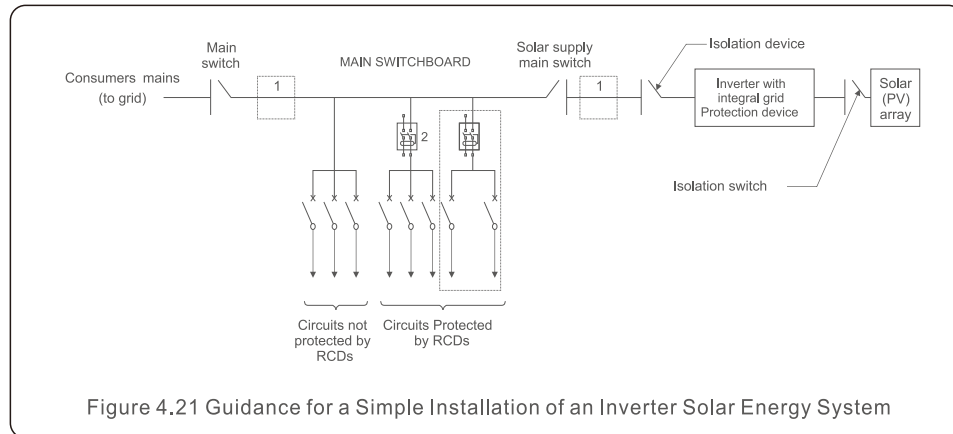 Main
switch
Consumers mains
(to grid)
1
MAIN SWITCHBOARD
Solar supply
main switch
1
Isolation device
Inverter with
integral grid
Protection device
Solar
(PV)
array
2
Isolation switch
Circuits not
protected by
RCDs
Circuits Protected
by RCDs
Figure 4.21 Guidance for a Simple Installation of an Inverter Solar Energy System